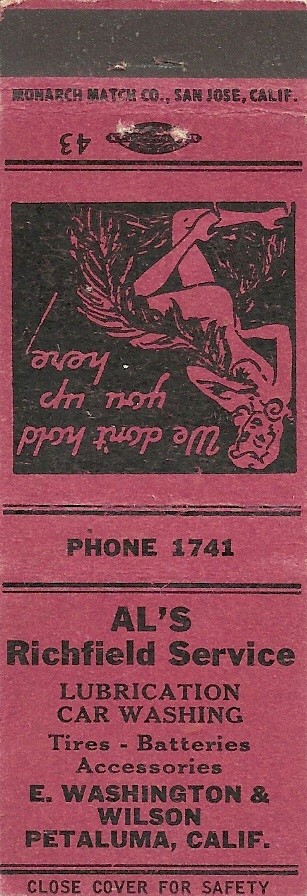 MONARCH MATCH CO., SAN JOSE, CALIF.
43
We don't hold
you up
here
PHONE 1741
AL'S
Richfield Service
LUBRICATION
CAR WASHING
Tires - Batteries
Accessories
E. WASHINGTON &
WILSON
PETALUMA, CALIF.
CLOSE COVER FOR SAFETY